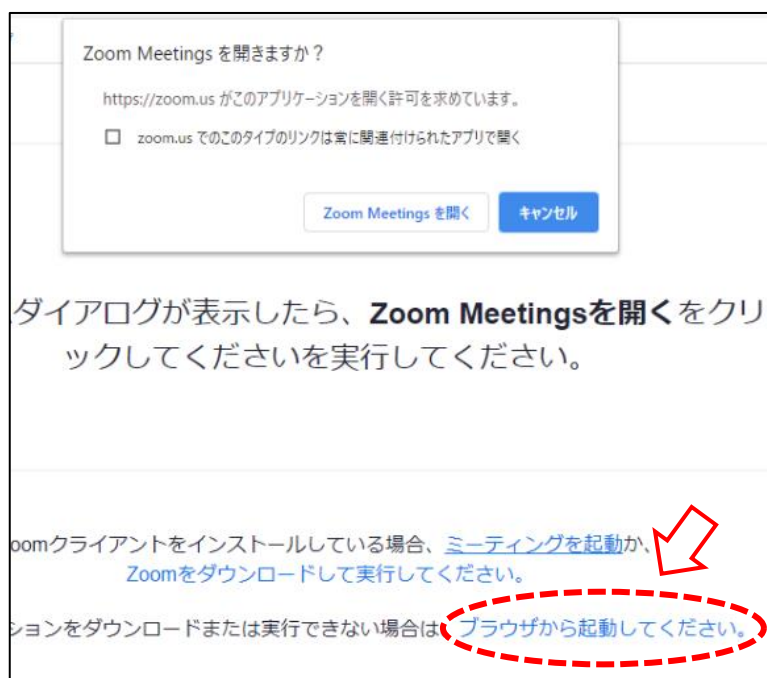 Zoom Meetings を開きますか？
https://zoom.us がこのアプリケーションを開く許可を求めています。
zoom.us でのこのタイプのリンクは常に関連付けられたアプリで開く
Zoom Meetings を開く キャンセル
ダイアログが表示したら、Zoom Meetingsを開くをクリ
ックしてくださいを実行してください。
oomクライアントをインストールしている場合、ミーティングを起動か、
Zoomをダウンロードして実行してください。
ションをダウンロードまたは実行できない場合は、ブラウザから起動してください。